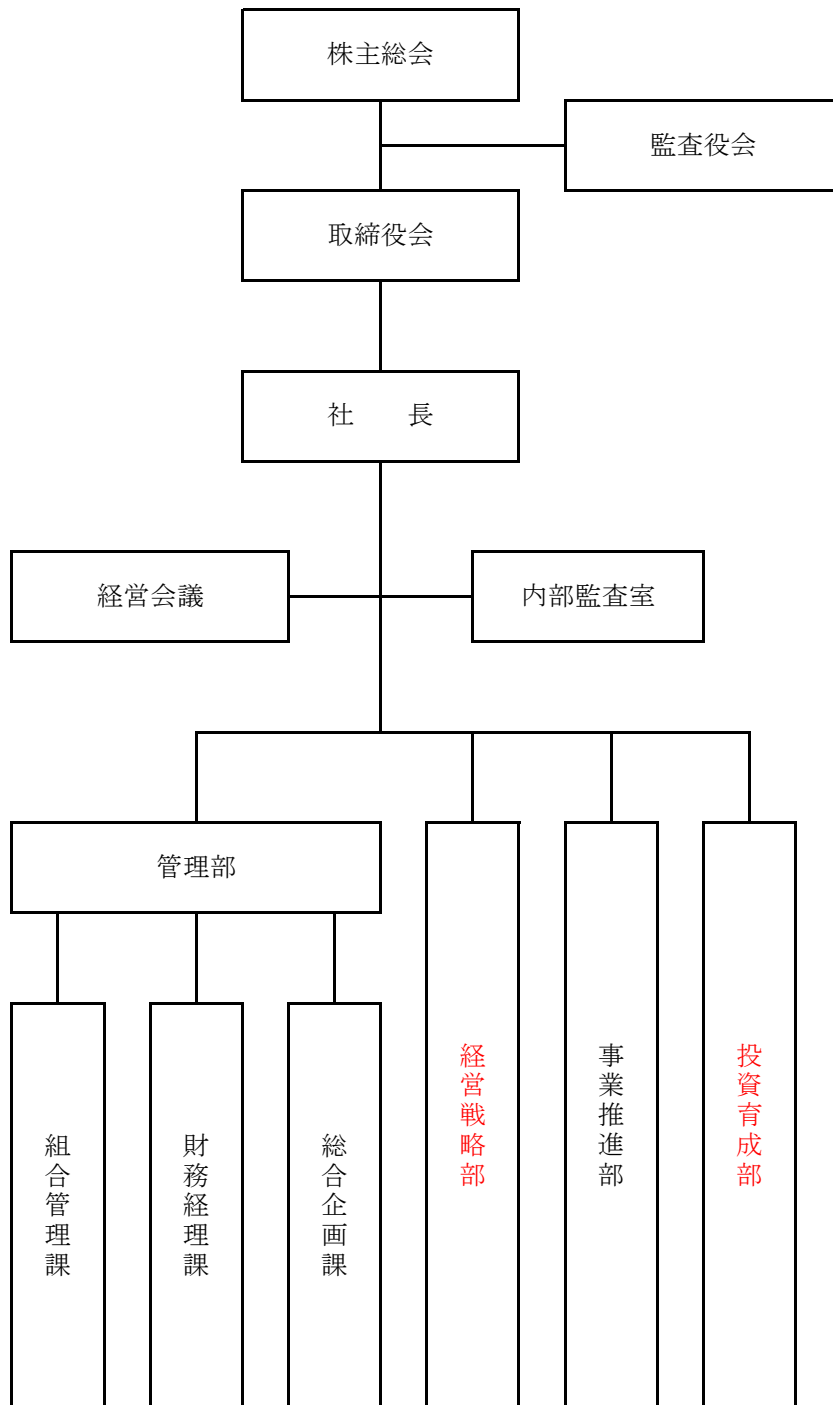 株主総会
監査役会
取締役会
社　　長
経営会議
内部監査室
管理部
組合管理課
財務経理課
総合企画課
経営戦略部
事業推進部
投資育成部